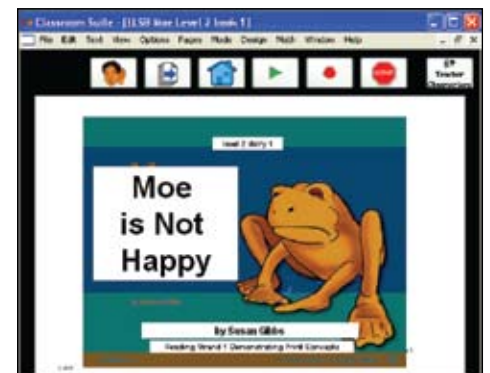 Classroom Suite - [ILSB Moe Level 2 book 1]
File Edit Text View Options Pages Mode Design Math Window Help
STOP
Teacher
level 2 story 1
Moe
is Not
Happy
by Susan Gibbs
Reading Strand 1 Demonstrating Print Concepts